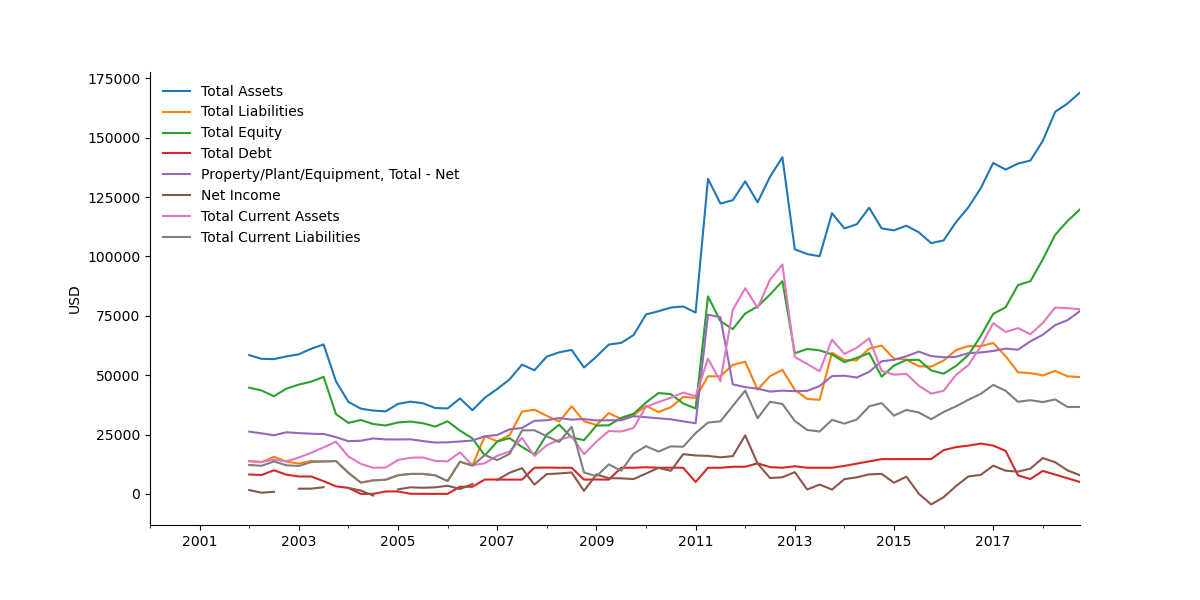 175000
150000
125000
100000
75000
50000
25000
0
USD
Total Assets
Total Liabilities
Total Equity
Total Debt
Property/Plant/Equipment, Total - Net
Net Income
Total Current Assets
Total Current Liabilities
2001 2003 2005 2007 2009 2011 2013 2015 2017